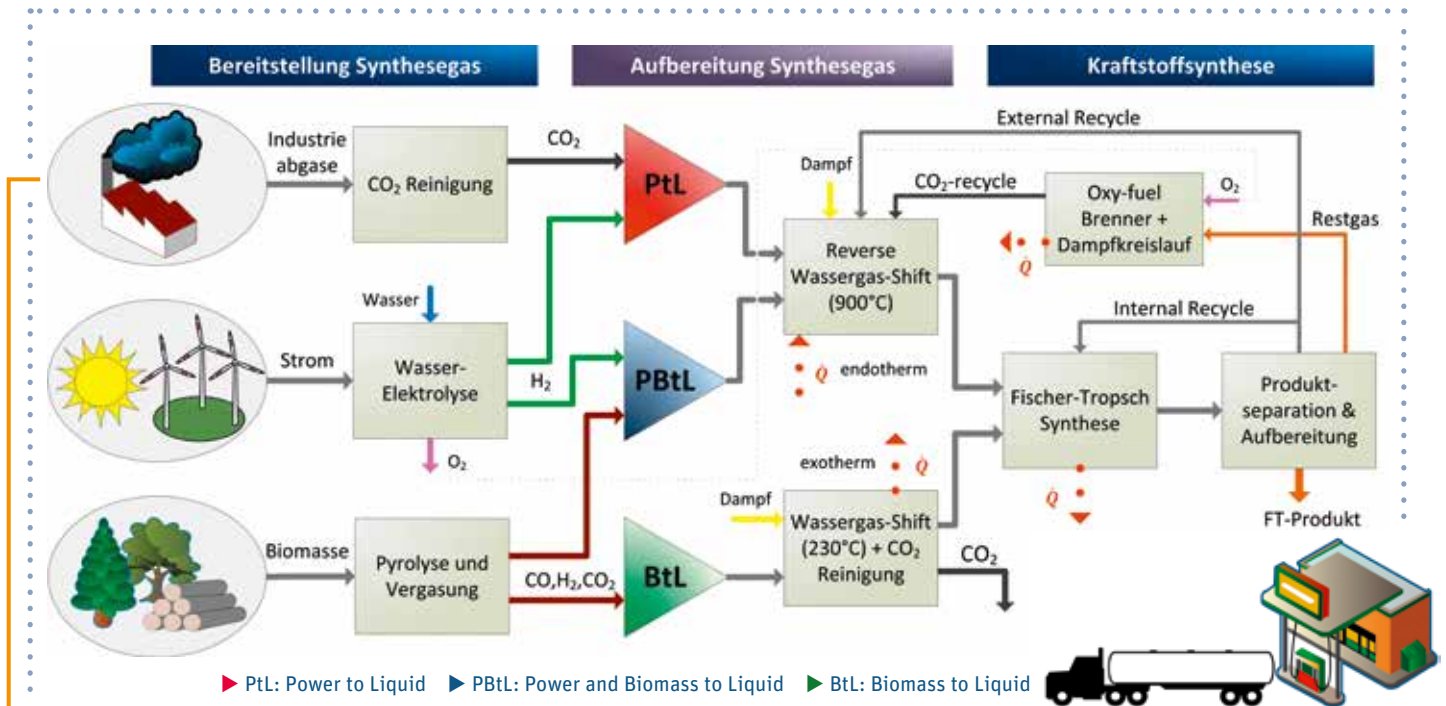 Bereitstellung Synthesegas
Aufbereitung Synthesegas
Kraftstoffsynthese
Industrie
abgase
CO₂ Reinigung
CO₂
PtL
Dampf
External Recycle
CO₂-recycle
Oxy-fuel
Brenner +
Dampfkreislauf
O₂
Restgas
Q̇
Reverse
Wassergas-Shift
(900°C)
Wasser
Strom
Wasser-
Elektrolyse
H₂
O₂
PBtL
Q̇
endotherm
Internal Recycle
Fischer-Tropsch
Synthese
Produkt-
separation &
Aufbereitung
exotherm
Q̇
Q̇
FT-Produkt
Biomasse
Pyrolyse und
Vergasung
CO,H₂,CO₂
BtL
Dampf
Wassergas-Shift
(230°C) + CO₂
Reinigung
CO₂
PtL: Power to Liquid
PBtL: Power and Biomass to Liquid
BtL: Biomass to Liquid